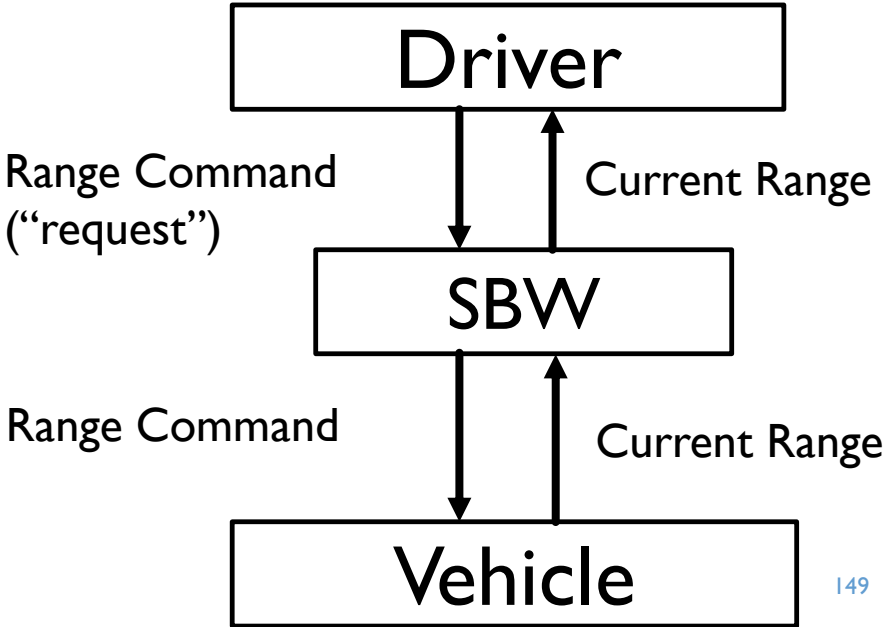 Driver
Range Command
(“request”)
Current Range
SBW
Range Command
Current Range
Vehicle
149